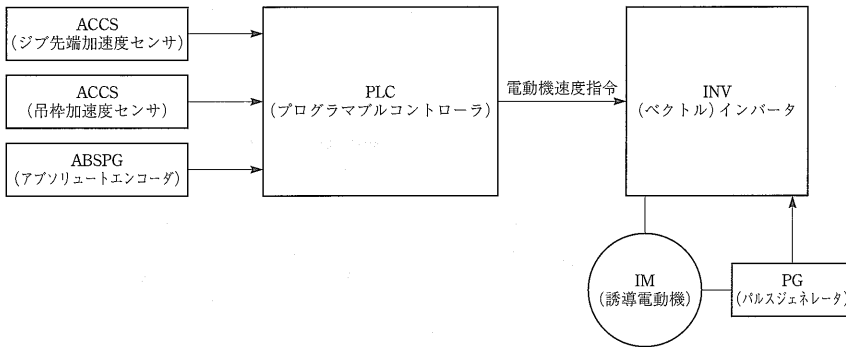 ACCS
(ジブ先端加速度センサ)
ACCS
(吊枠加速度センサ)
ABSPG
(アブソリュートエンコーダ)
PLC
(プログラマブルコントローラ)
電動機速度指令
INV
(ベクトル)インバータ
IM
(誘導電動機)
PG
(パルスジェネレータ)